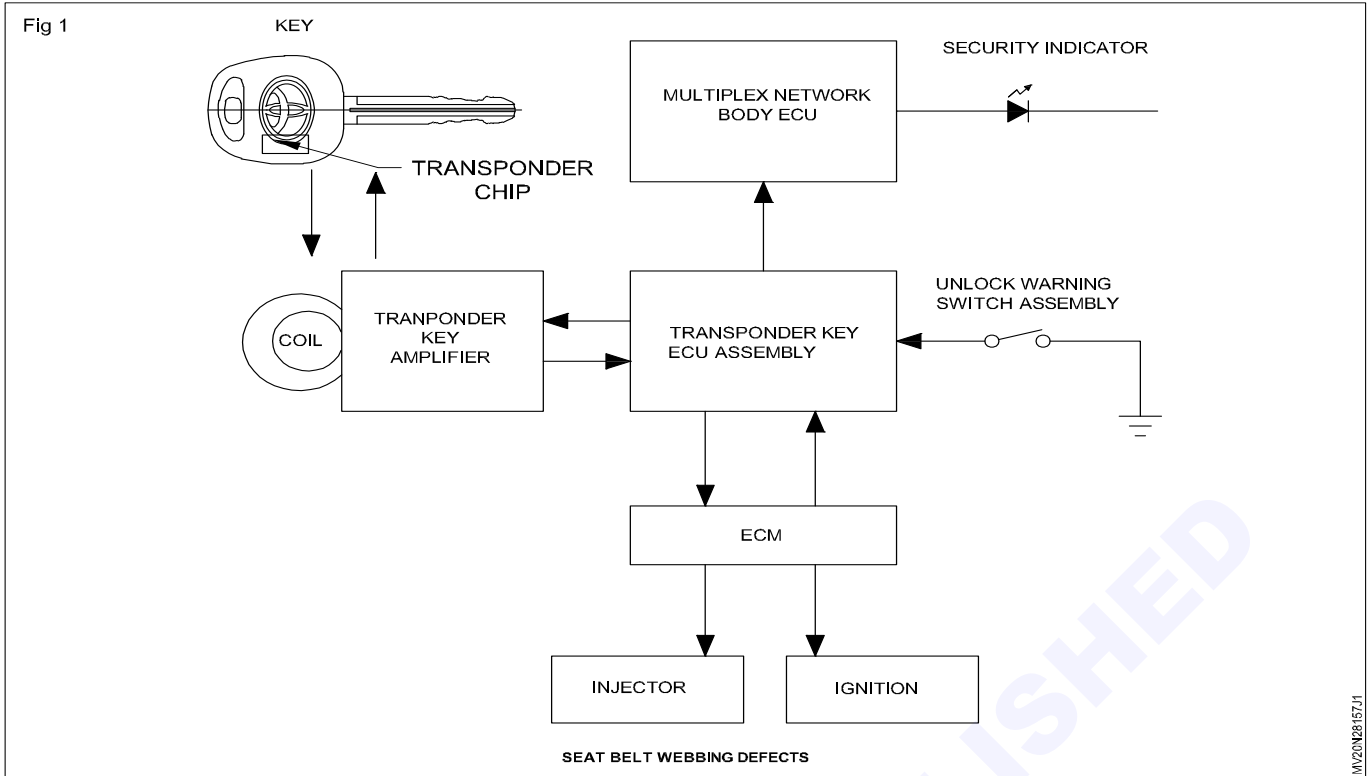 Fig 1
KEY
SECURITY INDICATOR
MULTIPLEX NETWORK
BODY ECU
TRANSPONDER
CHIP
UNLOCK WARNING
SWITCH ASSEMBLY
COIL
TRANPONDER
KEY
AMPLIFIER
TRANSPONDER KEY
ECU ASSEMBLY
ECM
INJECTOR
IGNITION
SEAT BELT WEBBING DEFECTS
MV20N28157J1
ISHED